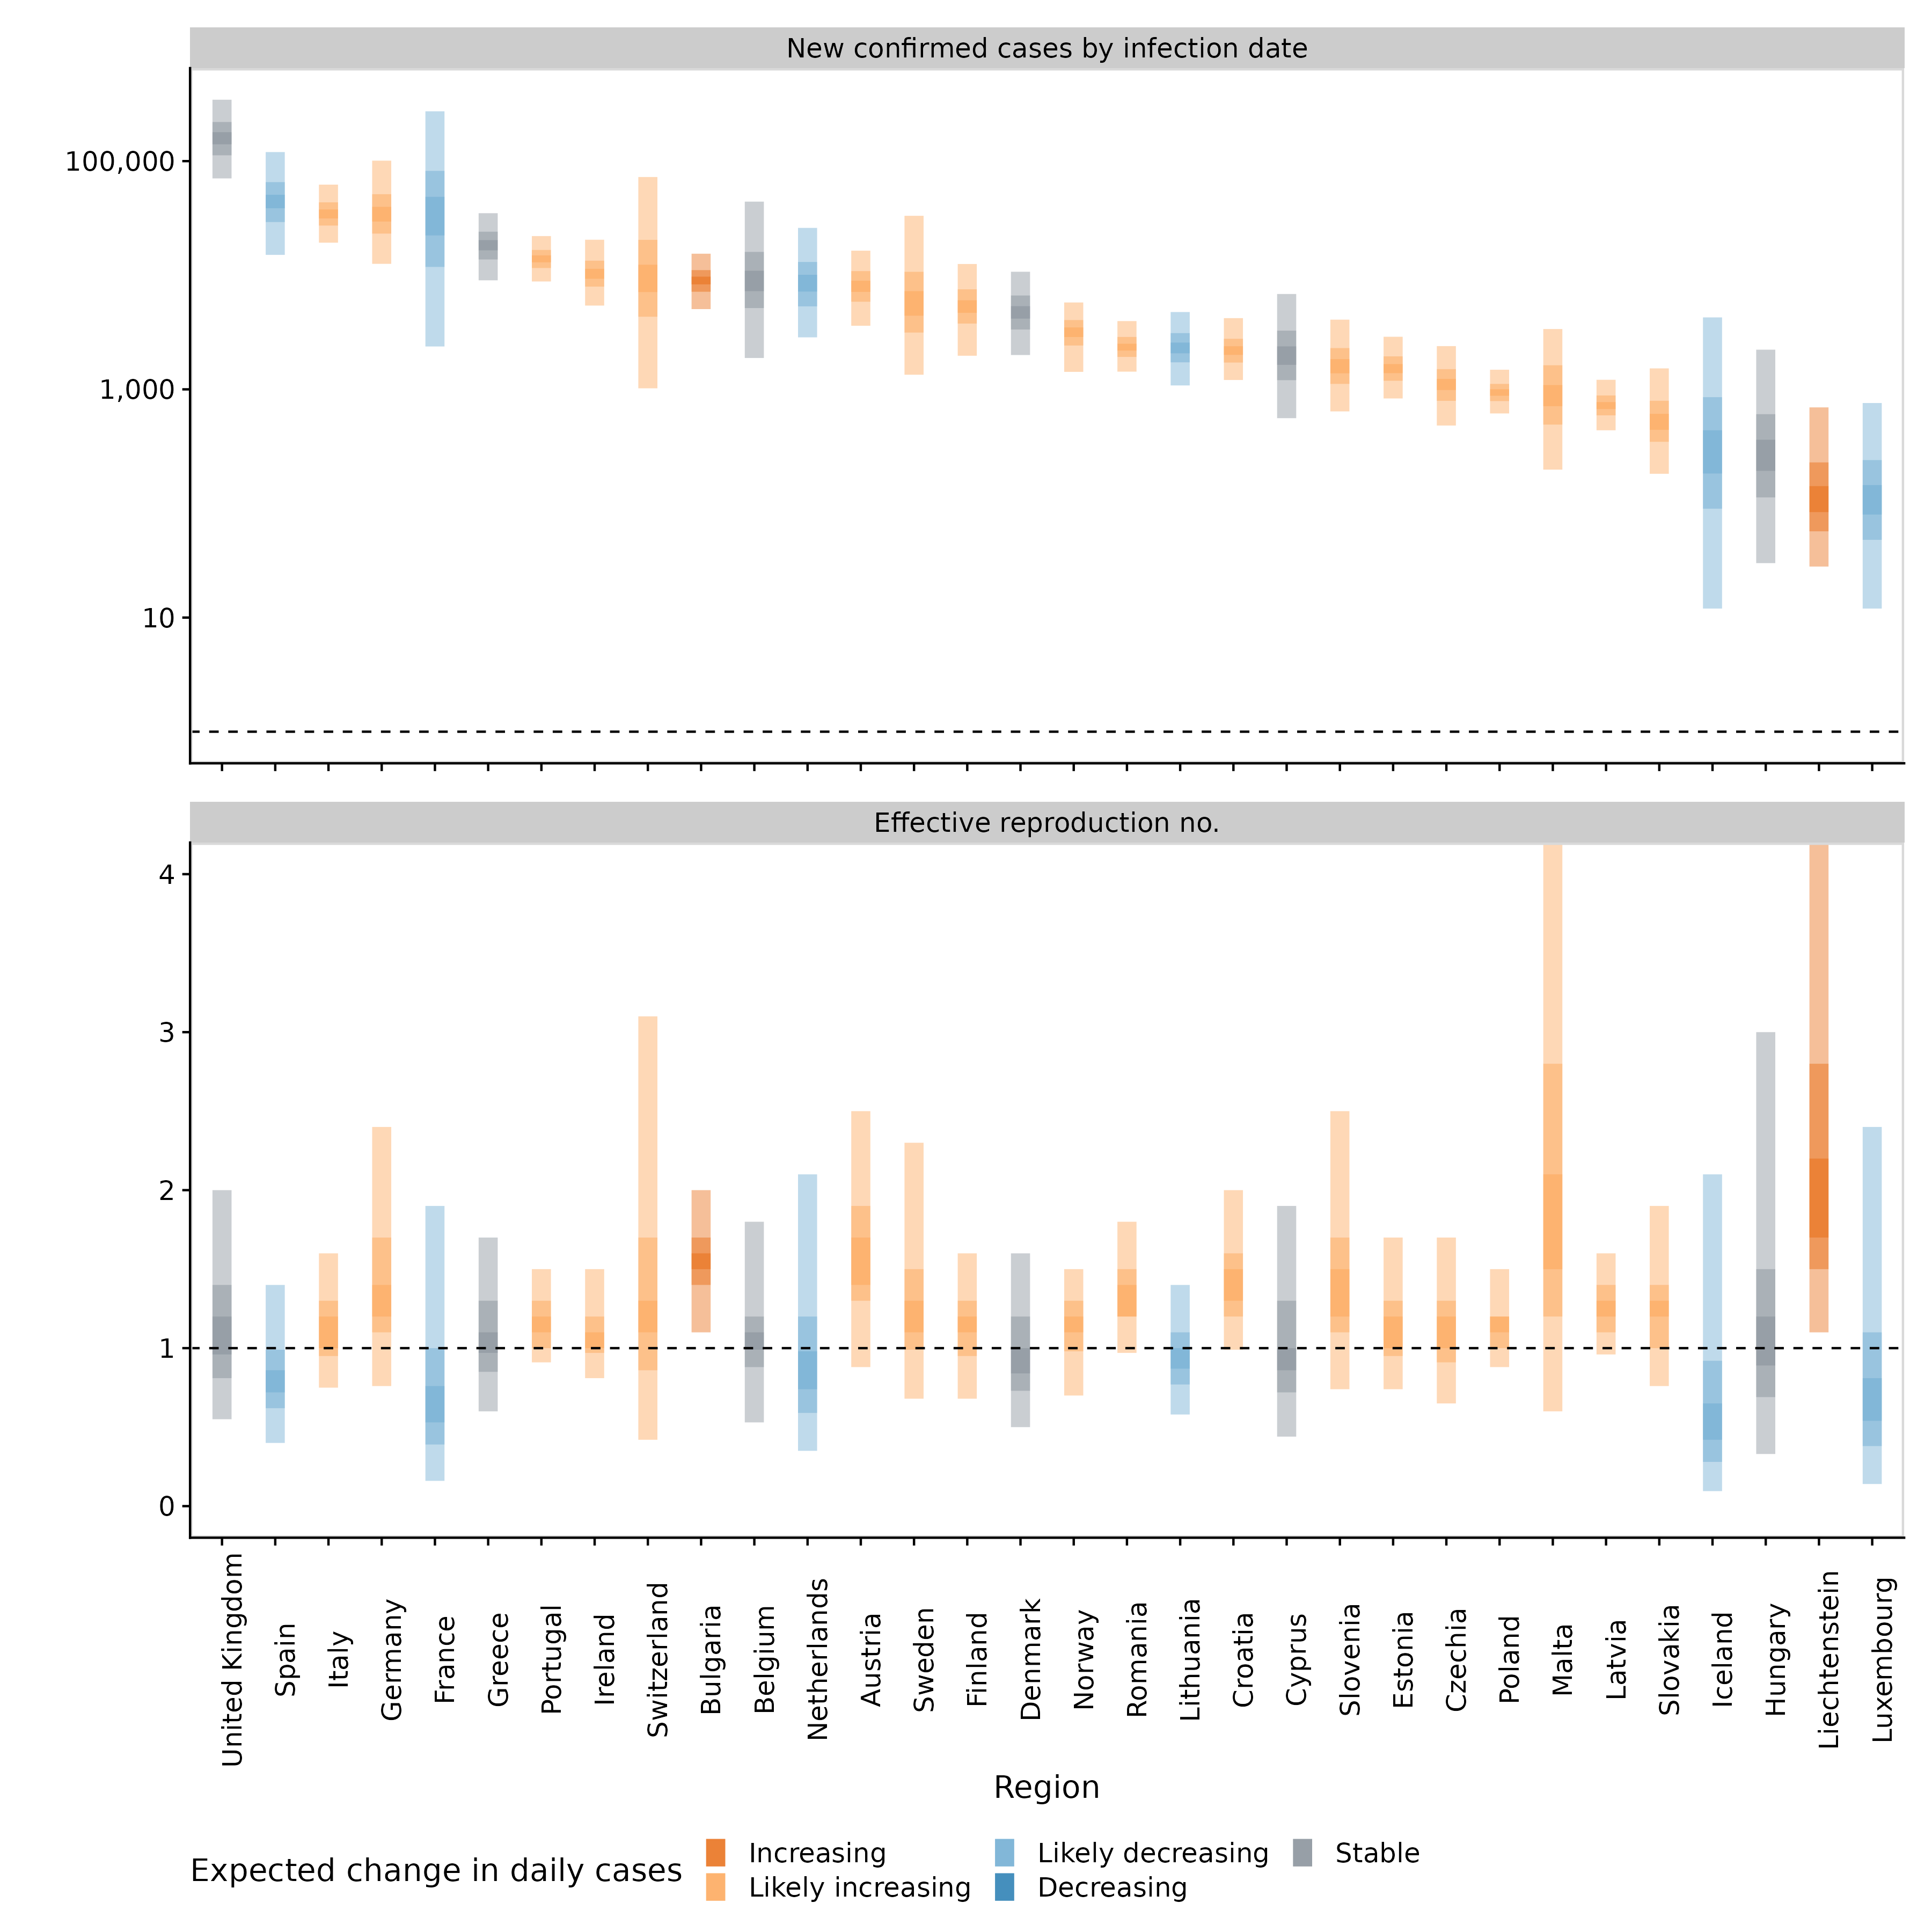 New confirmed cases by infection date
100,000
1,000
10
Effective reproduction no.
4
3
2
1
0
United Kingdom
Spain
Italy
Germany
France
Greece
Portugal
Ireland
Switzerland
Bulgaria
Belgium
Netherlands
Austria
Sweden
Finland
Denmark
Norway
Romania
Lithuania
Croatia
Cyprus
Slovenia
Estonia
Czechia
Poland
Malta
Latvia
Slovakia
Iceland
Hungary
Liechtenstein
Luxembourg
Region
Expected change in daily cases
Increasing
Likely increasing
Likely decreasing
Decreasing
Stable